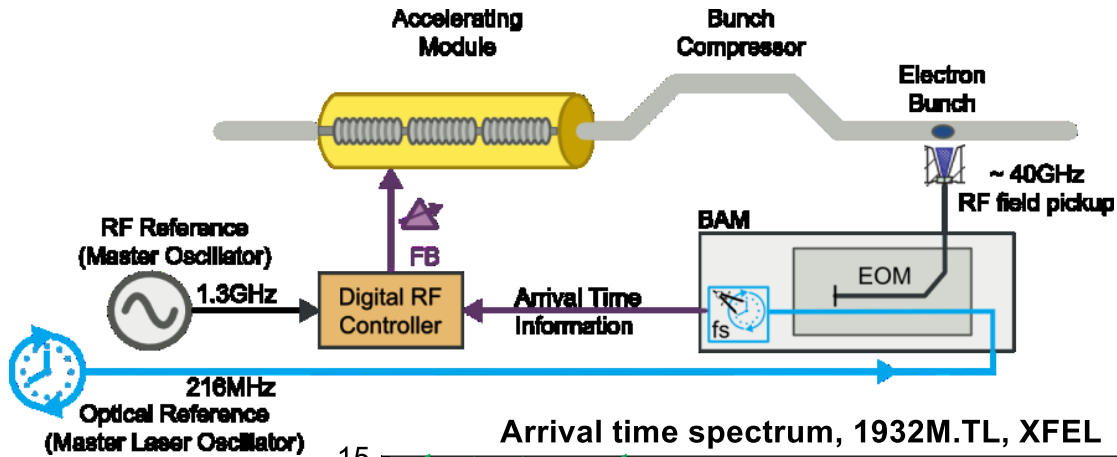 Accelerating
Module
Bunch
Compressor
Electron
Bunch
~ 40GHz
RF field pickup
RF Reference
(Master Oscillator)
1.3GHz
FB
Digital RF
Controller
Arrival Time
Information
BAM
EOM
fs
216MHz
Optical Reference
(Master Laser Oscillator)
Arrival time spectrum, 1932M.TL, XFEL
15